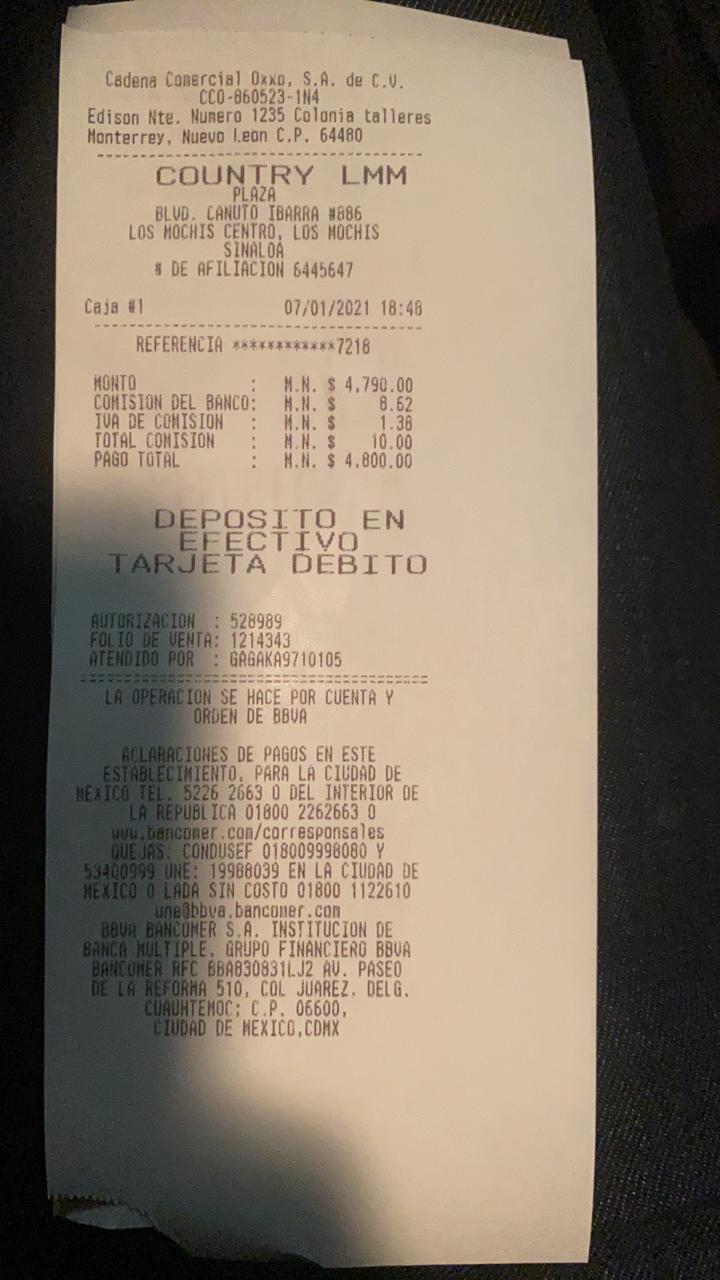 Cadena Comercial Oxxo, S.A. de C.V.
CCO-860523-1N4
Edison Nte. Numero 1235 Colonia talleres
Monterrey, Nuevo Leon C.P. 64480
COUNTRY LMM
PLAZA
BLVD. CANUTO IBARRA #886
LOS MOCHIS CENTRO, LOS MOCHIS
SINALOA
# DE AFILIACION 6445647
Caja #1 07/01/2021 18:48
REFERENCIA ************7218
MONTO : M.N. $ 4,790.00
COMISION DEL BANCO: M.N. $ 8.62
IVA DE COMISION : M.N. $ 1.38
TOTAL COMISION : M.N. $ 10.00
PAGO TOTAL : M.N. $ 4,800.00
DEPOSITO EN
EFECTIVO
TARJETA DEBITO
AUTORIZACION : 528989
FOLIO DE VENTA: 1214343
ATENDIDO POR : GAGAKA9710105
LA OPERACION SE HACE POR CUENTA Y
ORDEN DE BBVA
ACLARACIONES DE PAGOS EN ESTE
ESTABLECIMIENTO, PARA LA CIUDAD DE
MEXICO TEL. 5226 2663 O DEL INTERIOR DE
LA REPUBLICA 01800 2262663 O
www.bancomer.com/corresponsales
QUEJAS: CONDUSEF 018009998080 Y
53400999 UNE: 19988039 EN LA CIUDAD DE
MEXICO O LADA SIN COSTO 01800 1122610
une@bbva.bancomer.com
BBVA BANCOMER S.A. INSTITUCION DE
BANCA MULTIPLE, GRUPO FINANCIERO BBVA
BANCOMER RFC BBA830831LJ2 AV. PASEO
DE LA REFORMA 510, COL JUAREZ, DELG.
CUAUHTEMOC; C.P. 06600,
CIUDAD DE MEXICO,CDMX